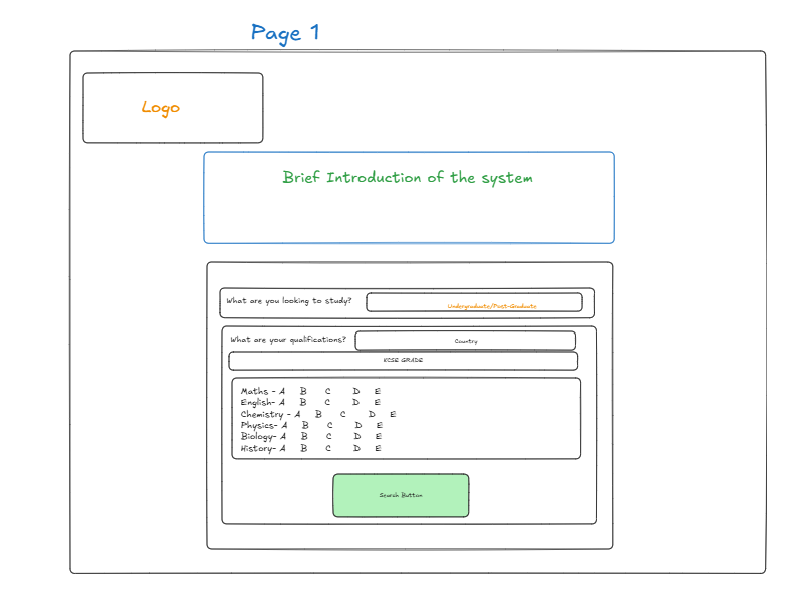 Page 1
Logo
Brief Introduction of the system
What are you looking to study?
Undergraduate/Post-Graduate
What are your qualifications?
Country
KCSE GRADE
Maths - A B C D E
English- A B C D E
Chemistry - A B C D E
Physics- A B C D E
Biology- A B C D E
History- A B C D E
Search Button